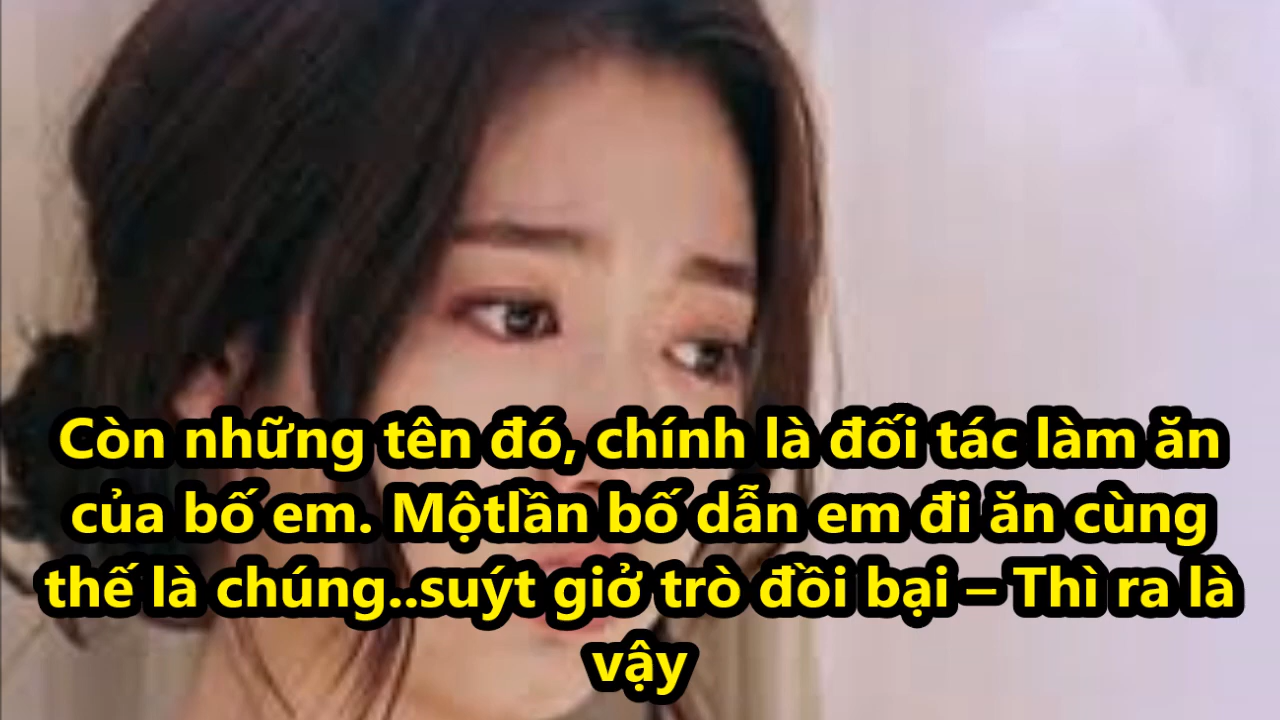 Còn những tên đó, chính là đối tác làm ăn
của bố em. Mộtlần bố dẫn em đi ăn cùng
thế là chúng..suýt giở trò đồi bại – Thì ra là
vậy